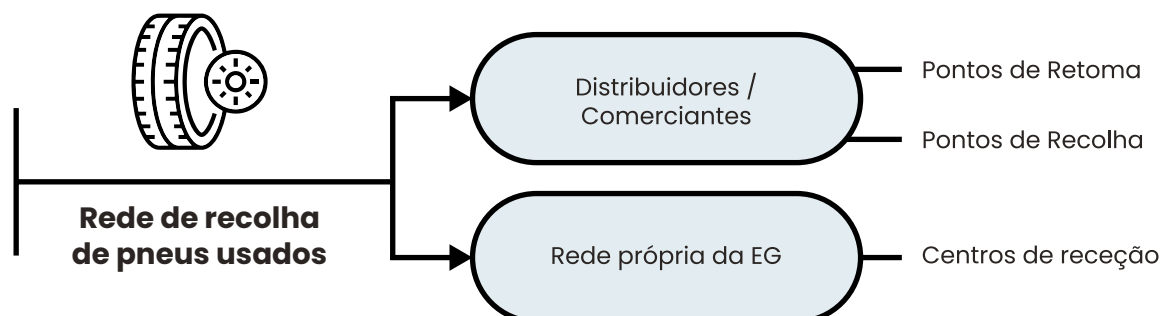 Distribuidores /
Comerciantes
Pontos de Retoma
Pontos de Recolha
Rede de recolha
de pneus usados
Rede própria da EG
Centros de receção